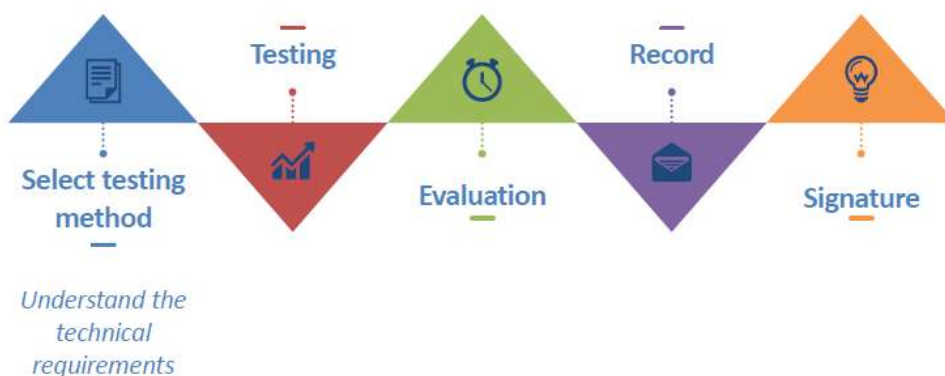 Testing
Record
Select testing
method
Evaluation
Signature
Understand the
technical
requirements